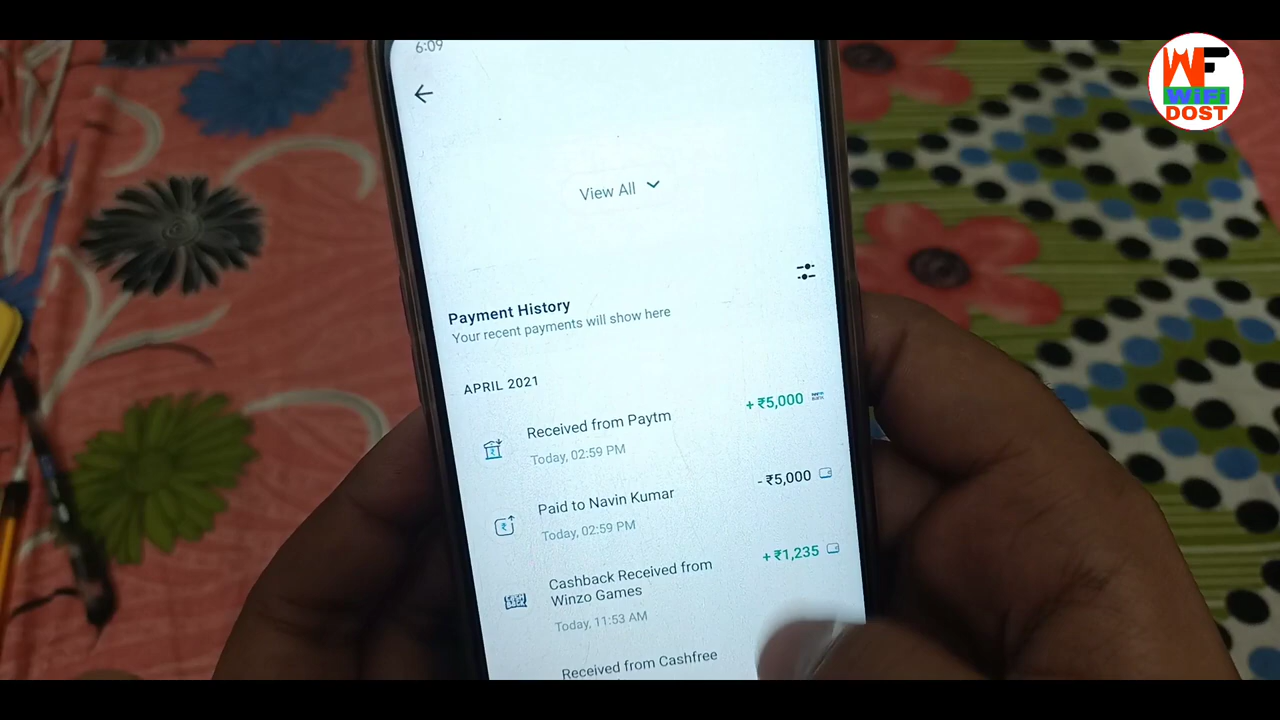 6:09
WF
WiFi
DOST
View All
Payment History
Your recent payments will show here
APRIL 2021
Received from Paytm
+ ₹5,000
Today, 02:59 PM
Paid to Navin Kumar
- ₹5,000
Today, 02:59 PM
Cashback Received from
Winzo Games
+ ₹1,235
Today, 11:53 AM
Received from Cashfree